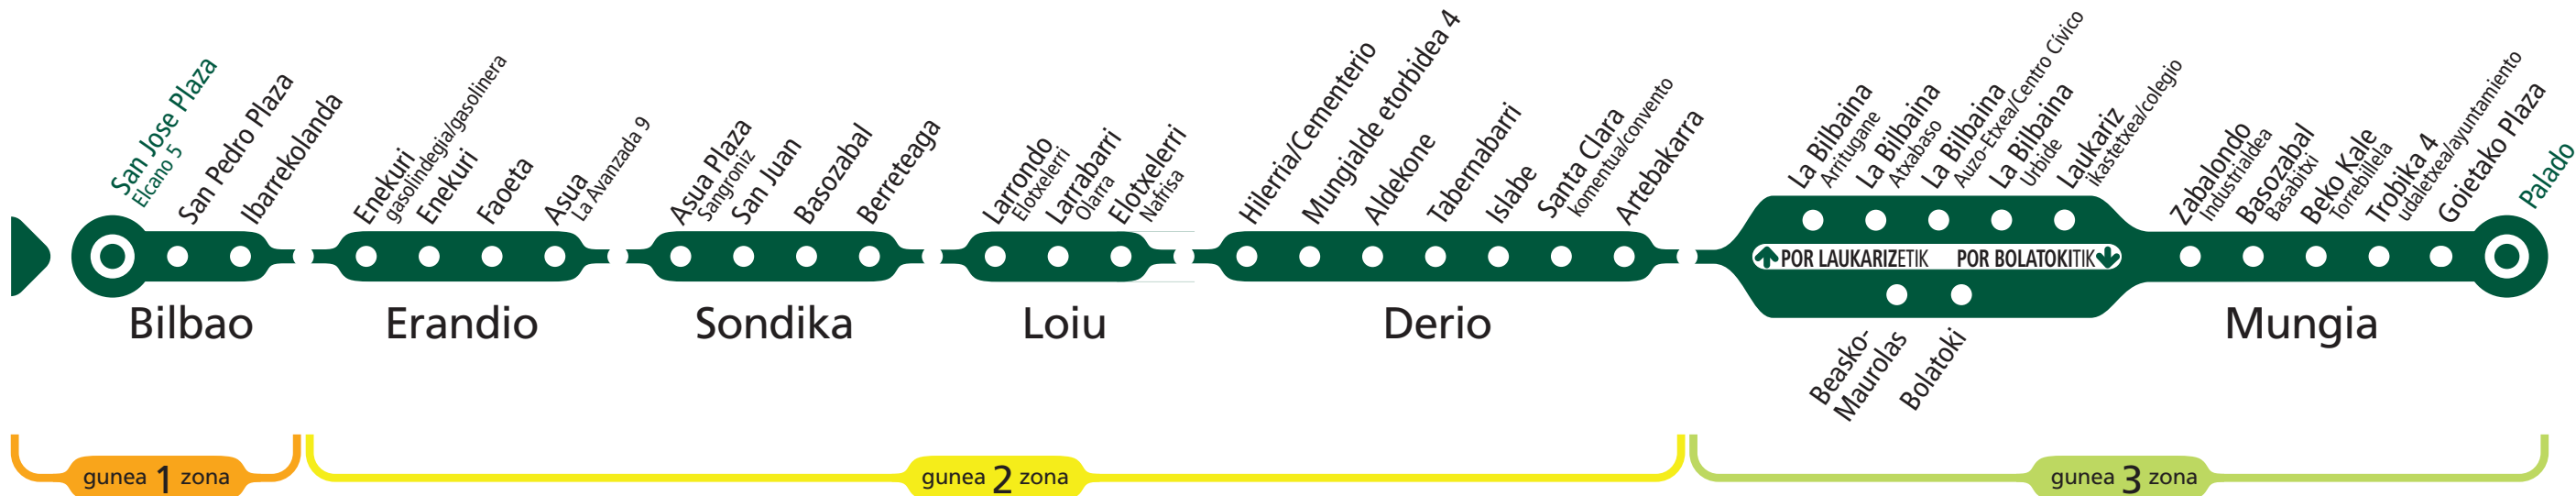 San Jose Plaza
Elcano 5
San Pedro Plaza
Ibarrekolanda
Enekuri
gasolindegia/gasolinera
Enekuri
Faoeta
Asua
La Avanzada 9
Asua Plaza
Sangroniz
San Juan
Basozabal
Berreteaga
Larrondo
Elotxelerri
Larrabarri
Olarra
Elotxelerri
Nafrisa
Hilerria/Cementerio
Mungialde etorbidea 4
Aldekone
Tabernabarri
Islabe
Santa Clara
komentua/convento
Artebakarra
La Bilbaina
Arritugane
La Bilbaina
Atxabaso
La Bilbaina
Auzo-Etxea/Centro Cívico
La Bilbaina
Urbide
Laukariz
ikastetxea/colegio
Zabalondo
Industrialdea
Basozabal
Basabitxi
Beko Kale
Torrebillela
Trobika 4
udaletxea/ayuntamiento
Goietako Plaza
Palado
POR LAUKARIZETIK POR BOLATOKITIK
Beasko-
Maurolas
Bolatoki
Bilbao Erandio Sondika Loiu Derio Mungia
gunea 1 zona gunea 2 zona gunea 3 zona